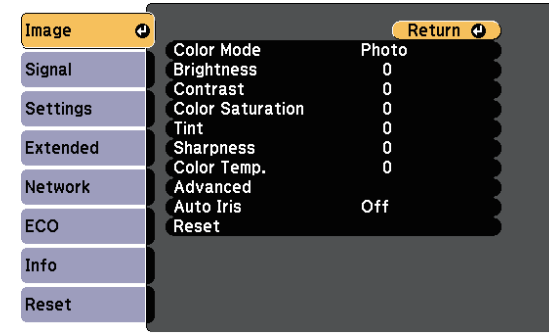 Image
Signal
Settings
Extended
Network
ECO
Info
Reset
Return
Color Mode Photo
Brightness 0
Contrast 0
Color Saturation 0
Tint 0
Sharpness 0
Color Temp. 0
Advanced
Auto Iris Off
Reset